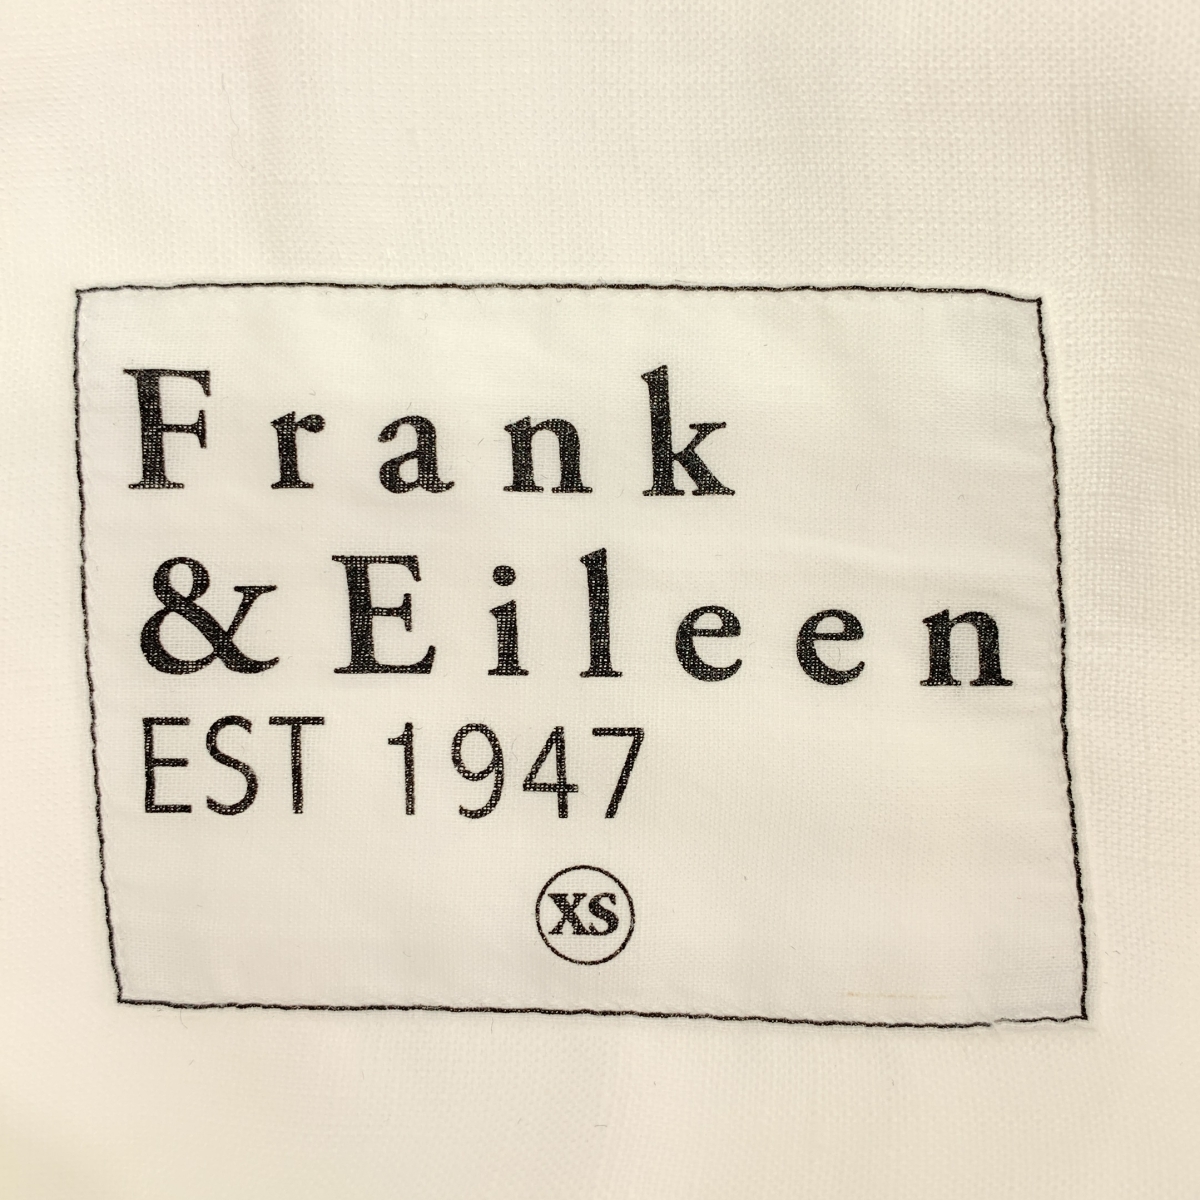 Frank
& Eileen
EST 1947
XS